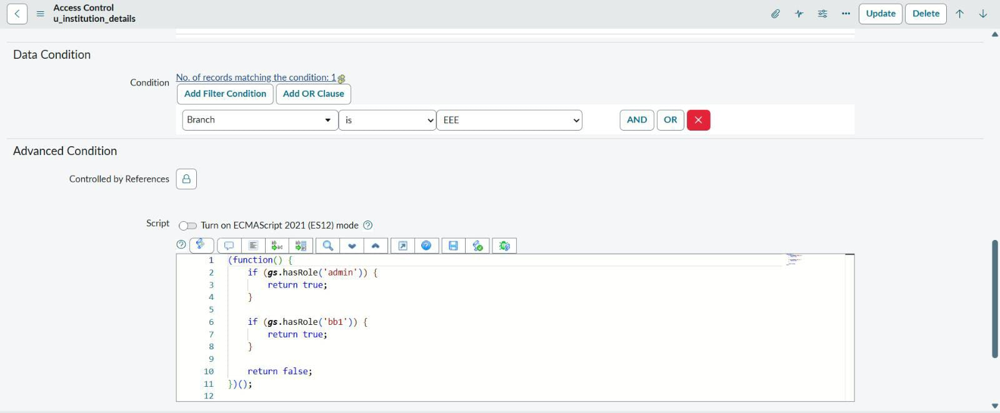 Access Control
u_institution_details
Update
Delete
Data Condition
Condition
No. of records matching the condition: 1
Add Filter Condition
Add OR Clause
Branch
is
EEE
AND
OR
Advanced Condition
Controlled by References
Script
Turn on ECMAScript 2021 (ES12) mode
1 (function() {
2     if (gs.hasRole('admin')) {
3         return true;
4     }
5
6     if (gs.hasRole('bb1')) {
7         return true;
8     }
9
10     return false;
11 })();
12